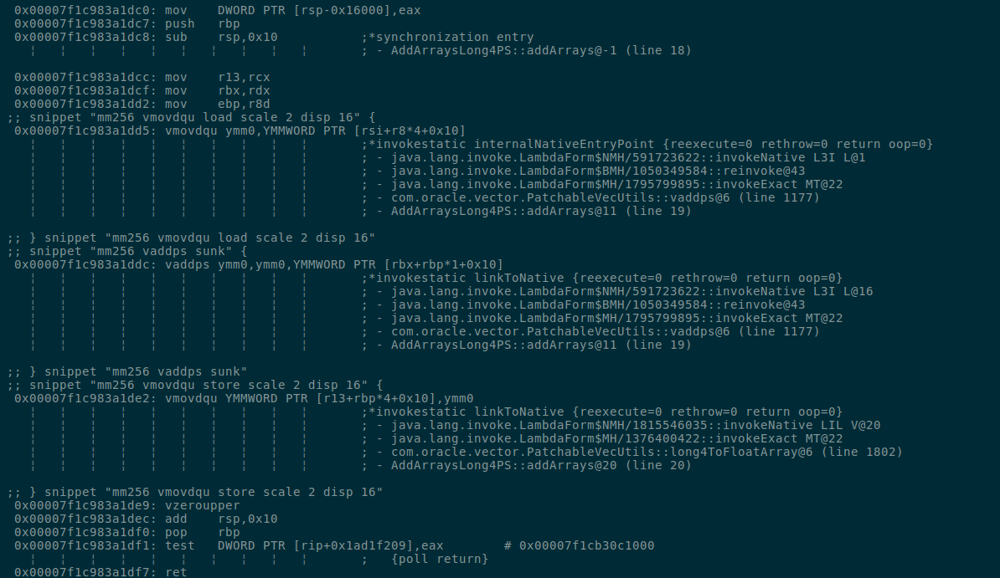 0x00007f1c983a1dc0: mov    DWORD PTR [rsp-0x16000],eax
0x00007f1c983a1dc7: push   rbp
0x00007f1c983a1dc8: sub    rsp,0x10           ;*synchronization entry
  ¦   ¦   ¦   ¦   ¦   ¦   ¦   ¦   ¦   ¦       ; - AddArraysLong4PS::addArrays@-1 (line 18)

0x00007f1c983a1dcc: mov    r13,rcx
0x00007f1c983a1dcf: mov    rbx,rdx
0x00007f1c983a1dd2: mov    ebp,r8d
;; snippet "mm256 vmovdqu load scale 2 disp 16" {
0x00007f1c983a1dd5: vmovdqu ymm0,YMMWORD PTR [rsi+r8*4+0x10]
  ¦   ¦   ¦   ¦   ¦   ¦   ¦   ¦   ¦   ¦       ;*invokestatic internalNativeEntryPoint {reexecute=0 rethrow=0 return oop=0}
  ¦   ¦   ¦   ¦   ¦   ¦   ¦   ¦   ¦   ¦       ; - java.lang.invoke.LambdaForm$NMH/591723622::invokeNative L3I L@1
  ¦   ¦   ¦   ¦   ¦   ¦   ¦   ¦   ¦   ¦       ; - java.lang.invoke.LambdaForm$BMH/1050349584::reinvoke@43
  ¦   ¦   ¦   ¦   ¦   ¦   ¦   ¦   ¦   ¦       ; - java.lang.invoke.LambdaForm$MH/1795799895::invokeExact MT@22
  ¦   ¦   ¦   ¦   ¦   ¦   ¦   ¦   ¦   ¦       ; - com.oracle.vector.PatchableVecUtils::vaddps@6 (line 1177)
  ¦   ¦   ¦   ¦   ¦   ¦   ¦   ¦   ¦   ¦       ; - AddArraysLong4PS::addArrays@11 (line 19)

;; } snippet "mm256 vmovdqu load scale 2 disp 16"
;; snippet "mm256 vaddps sunk" {
0x00007f1c983a1ddc: vaddps ymm0,ymm0,YMMWORD PTR [rbx+rbp*1+0x10]
  ¦   ¦   ¦   ¦   ¦   ¦   ¦   ¦   ¦   ¦       ;*invokestatic linkToNative {reexecute=0 rethrow=0 return oop=0}
  ¦   ¦   ¦   ¦   ¦   ¦   ¦   ¦   ¦   ¦       ; - java.lang.invoke.LambdaForm$NMH/591723622::invokeNative L3I L@16
  ¦   ¦   ¦   ¦   ¦   ¦   ¦   ¦   ¦   ¦       ; - java.lang.invoke.LambdaForm$BMH/1050349584::reinvoke@43
  ¦   ¦   ¦   ¦   ¦   ¦   ¦   ¦   ¦   ¦       ; - java.lang.invoke.LambdaForm$MH/1795799895::invokeExact MT@22
  ¦   ¦   ¦   ¦   ¦   ¦   ¦   ¦   ¦   ¦       ; - com.oracle.vector.PatchableVecUtils::vaddps@6 (line 1177)
  ¦   ¦   ¦   ¦   ¦   ¦   ¦   ¦   ¦   ¦       ; - AddArraysLong4PS::addArrays@11 (line 19)

;; } snippet "mm256 vaddps sunk"
;; snippet "mm256 vmovdqu store scale 2 disp 16" {
0x00007f1c983a1de2: vmovdqu YMMWORD PTR [r13+rbp*4+0x10],ymm0
  ¦   ¦   ¦   ¦   ¦   ¦   ¦   ¦   ¦   ¦       ;*invokestatic linkToNative {reexecute=0 rethrow=0 return oop=0}
  ¦   ¦   ¦   ¦   ¦   ¦   ¦   ¦   ¦   ¦       ; - java.lang.invoke.LambdaForm$NMH/1815546035::invokeNative LIL V@20
  ¦   ¦   ¦   ¦   ¦   ¦   ¦   ¦   ¦   ¦       ; - java.lang.invoke.LambdaForm$MH/1376400422::invokeExact MT@22
  ¦   ¦   ¦   ¦   ¦   ¦   ¦   ¦   ¦   ¦       ; - com.oracle.vector.PatchableVecUtils::long4ToFloatArray@6 (line 1802)
  ¦   ¦   ¦   ¦   ¦   ¦   ¦   ¦   ¦   ¦       ; - AddArraysLong4PS::addArrays@20 (line 20)

;; } snippet "mm256 vmovdqu store scale 2 disp 16"
0x00007f1c983a1de9: vzeroupper
0x00007f1c983a1dec: add    rsp,0x10
0x00007f1c983a1df0: pop    rbp
0x00007f1c983a1df1: test   DWORD PTR [rip+0x1ad1f209],eax        # 0x00007f1cb30c1000
  ¦   ¦   ¦   ¦   ¦   ¦   ¦   ¦   ¦   ¦       ;   {poll return}
0x00007f1c983a1df7: ret